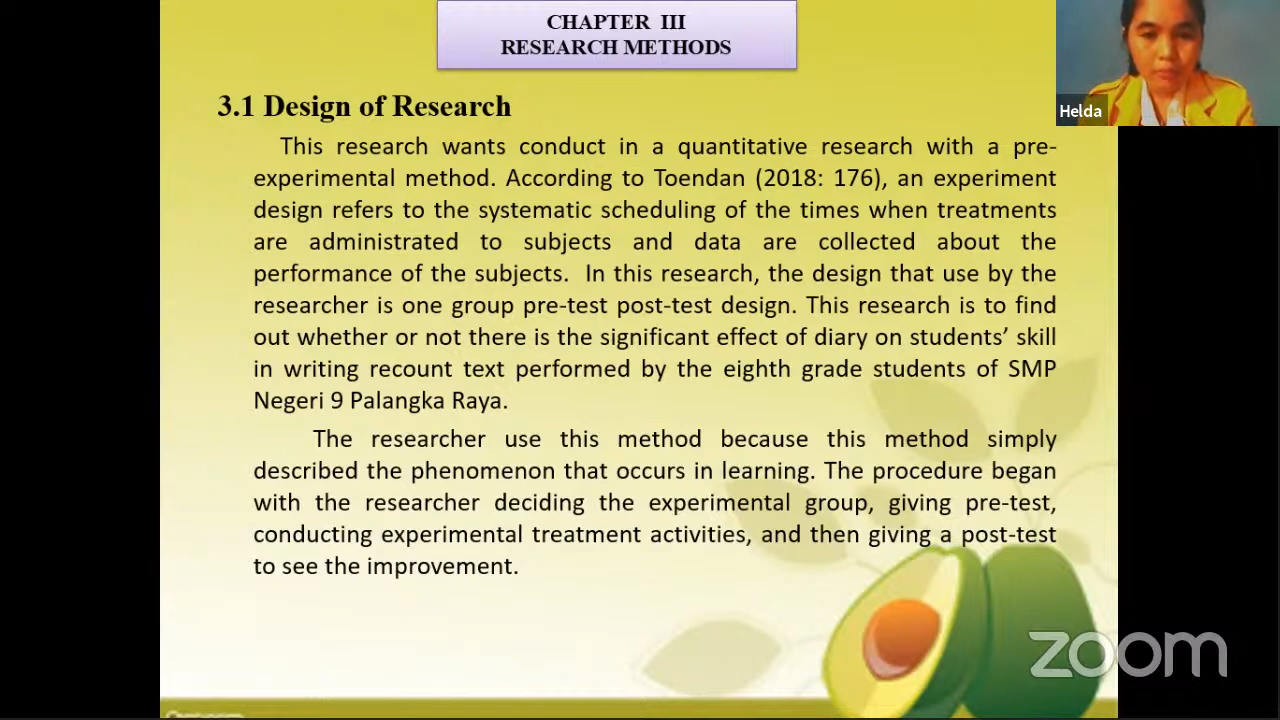 CHAPTER III
RESEARCH METHODS
Helda
3.1 Design of Research
This research wants conduct in a quantitative research with a pre-
experimental method. According to Toendan (2018: 176), an experiment
design refers to the systematic scheduling of the times when treatments
are administrated to subjects and data are collected about the
performance of the subjects. In this research, the design that use by the
researcher is one group pre-test post-test design. This research is to find
out whether or not there is the significant effect of diary on students’ skill
in writing recount text performed by the eighth grade students of SMP
Negeri 9 Palangka Raya.
The researcher use this method because this method simply
described the phenomenon that occurs in learning. The procedure began
with the researcher deciding the experimental group, giving pre-test,
conducting experimental treatment activities, and then giving a post-test
to see the improvement.
zoom